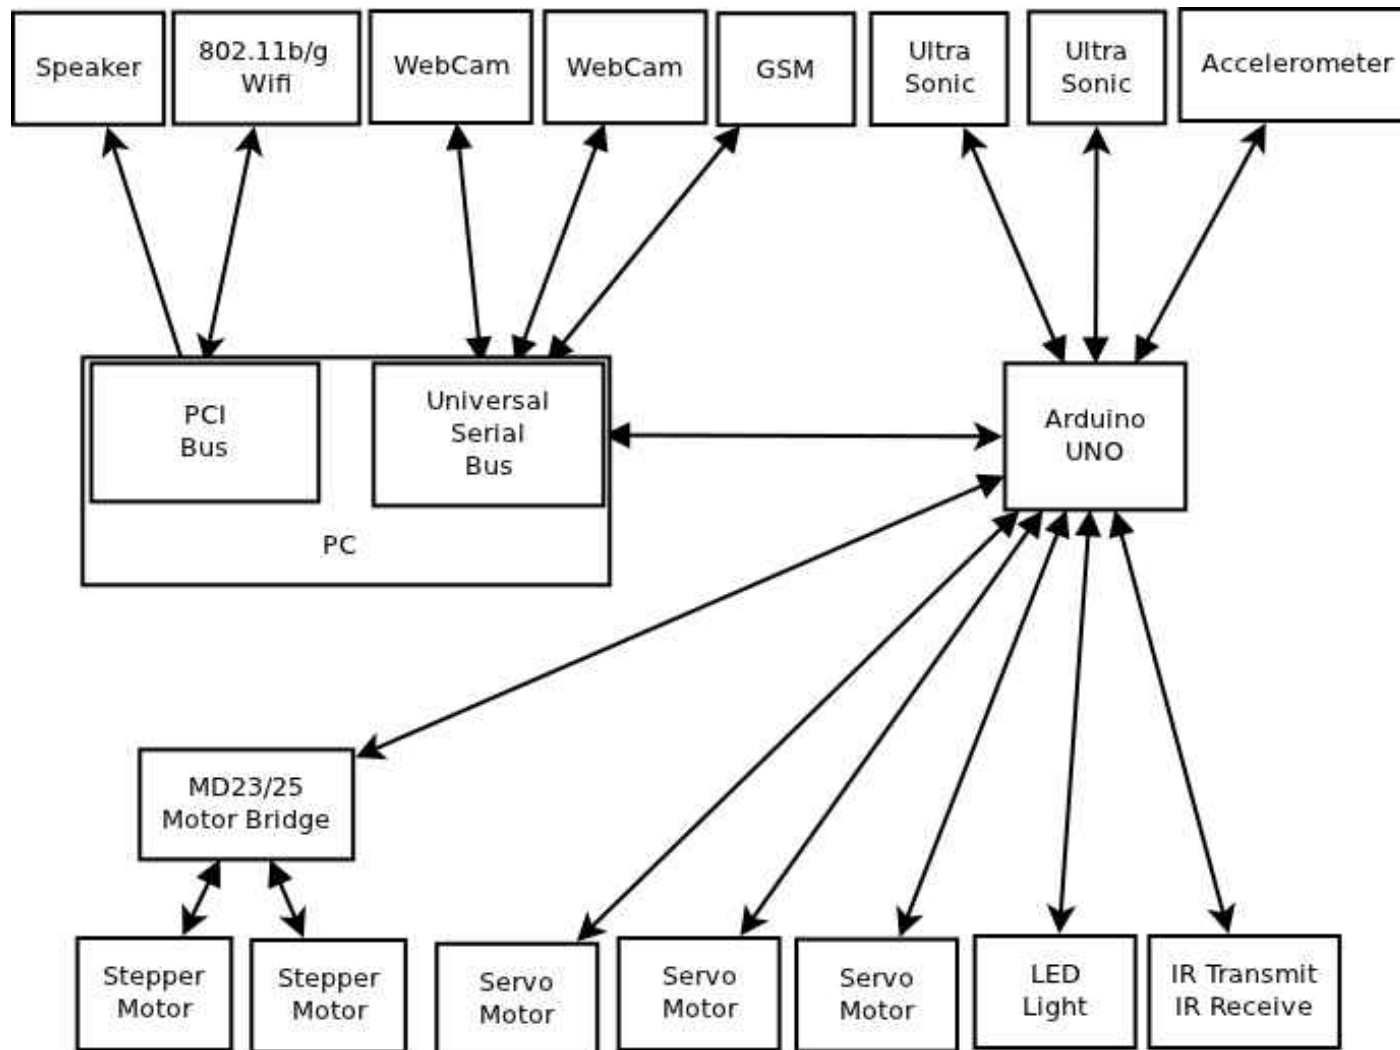 Speaker
802.11b/g
Wifi
WebCam
WebCam
GSM
Ultra
Sonic
Ultra
Sonic
Accelerometer
PCI
Bus
Universal
Serial
Bus
PC
Arduino
UNO
MD23/25
Motor Bridge
Stepper
Motor
Stepper
Motor
Servo
Motor
Servo
Motor
Servo
Motor
LED
Light
IR Transmit
IR Receive